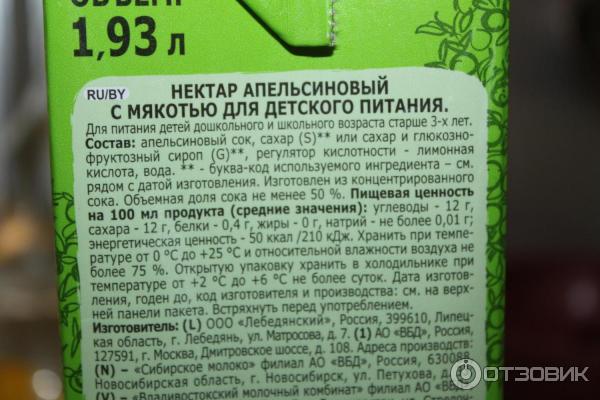 ОБЪЕМ:
1,93 л
RU/BY
НЕКТАР АПЕЛЬСИНОВЫЙ
С МЯКОТЬЮ ДЛЯ ДЕТСКОГО ПИТАНИЯ.
Для питания детей дошкольного и школьного возраста старше 3-х лет.
Состав: апельсиновый сок, сахар (S)** или сахар и глюкозно-
фруктозный сироп (G)**, регулятор кислотности - лимонная
кислота, вода. ** - буква-код используемого ингредиента – см.
рядом с датой изготовления. Изготовлен из концентрированного
сока. Объемная доля сока не менее 50 %. Пищевая ценность
на 100 мл продукта (средние значения): углеводы - 12 г,
сахара - 12 г, белки - 0,4 г, жиры - 0 г, натрий - не более 0,01 г;
энергетическая ценность - 50 ккал /210 кДж. Хранить при темпе-
ратуре от 0 °С до +25 °С и относительной влажности воздуха не
более 75 %. Открытую упаковку хранить в холодильнике при
температуре от +2 °С до +6 °С не более суток. Дата изготов-
ления, годен до, код изготовителя и производства: см. на верх-
ней панели пакета. Встряхнуть перед употреблением.
Изготовитель: (L) ООО «Лебедянский», Россия, 399610, Липец-
кая область, г. Лебедянь, ул. Матросова, д. 7. (1) АО «ВБД», Россия,
127591, г. Москва, Дмитровское шоссе, д. 108. Адреса производств:
(N) – «Сибирское молоко» филиал АО «ВБД», Россия, 630088,
Новосибирская область, г. Новосибирск, ул. Петухова, д.
(V) – «Владивостокский молочный комбинат» филиал АО «ВБД»
ОТЗОВИК